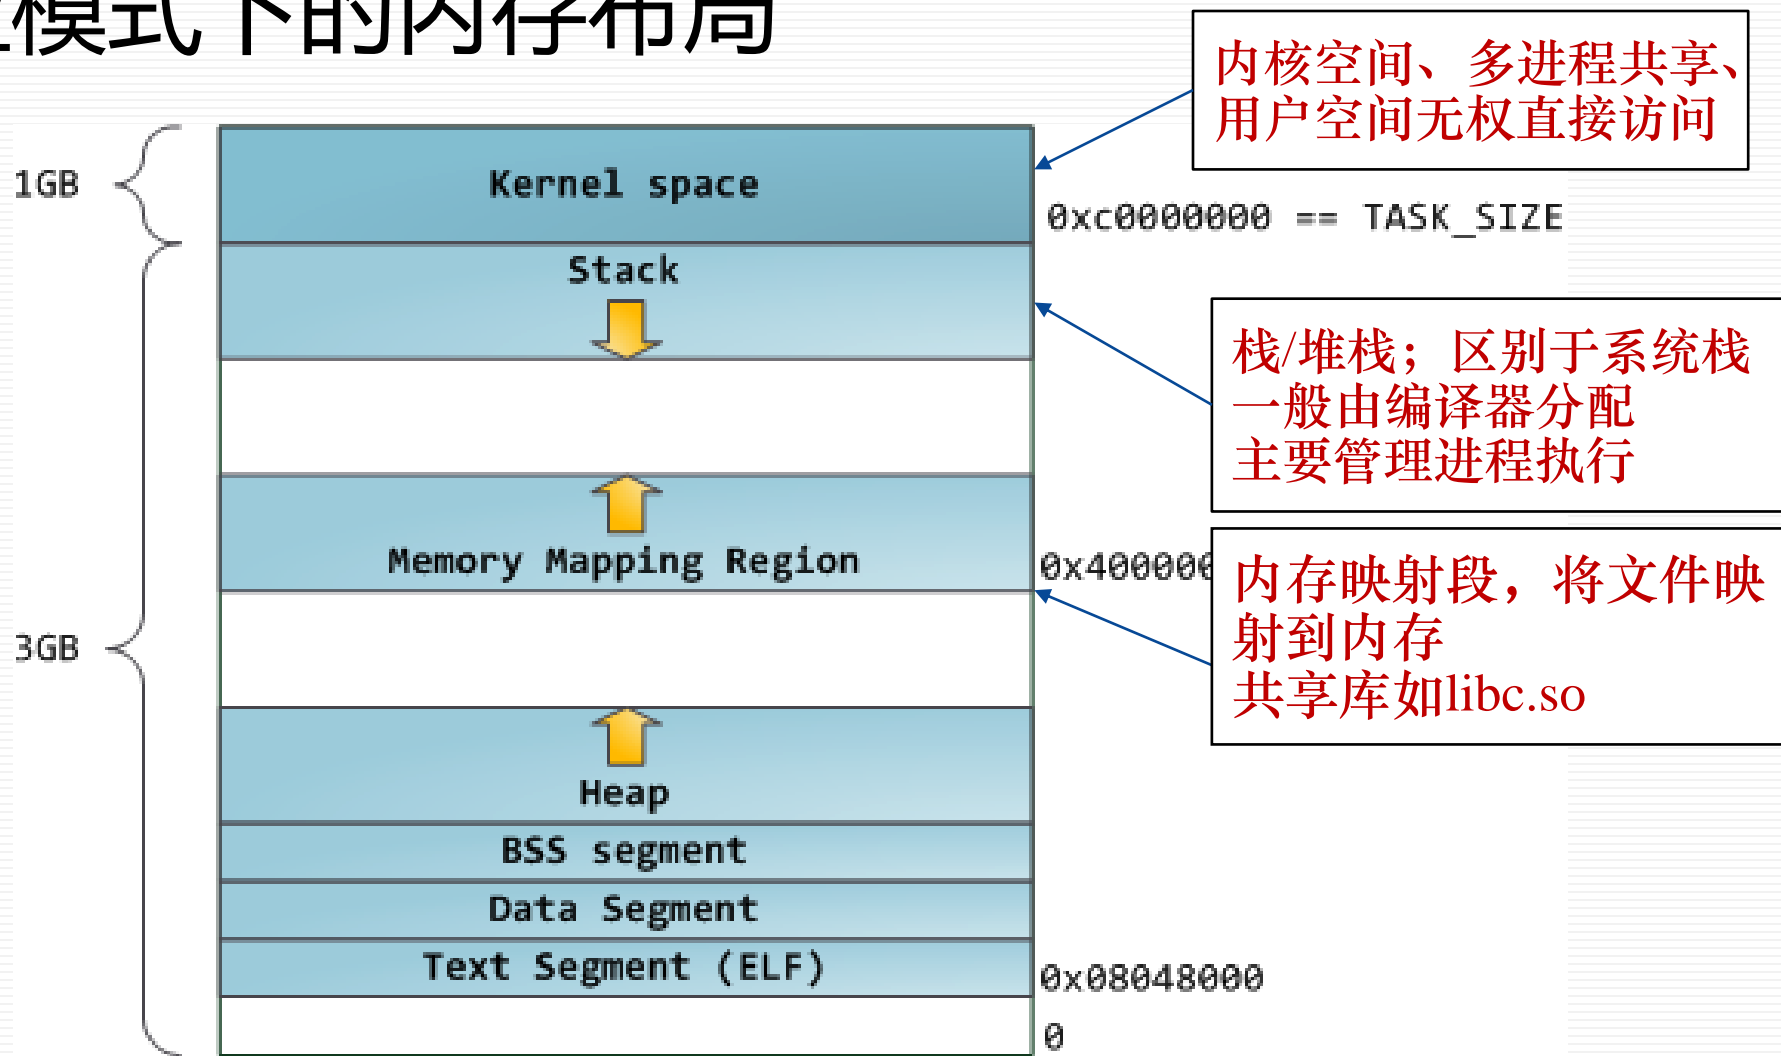 模式下的内存布局
内核空间、多进程共享、
用户空间无权直接访问
1GB
Kernel space
0xc0000000 == TASK_SIZE
Stack
栈/堆栈；区别于系统栈
一般由编译器分配
主要管理进程执行
Memory Mapping Region
0x400000
内存映射段，将文件映
射到内存
共享库如libc.so
3GB
Heap
BSS segment
Data Segment
Text Segment (ELF)
0x08048000
0